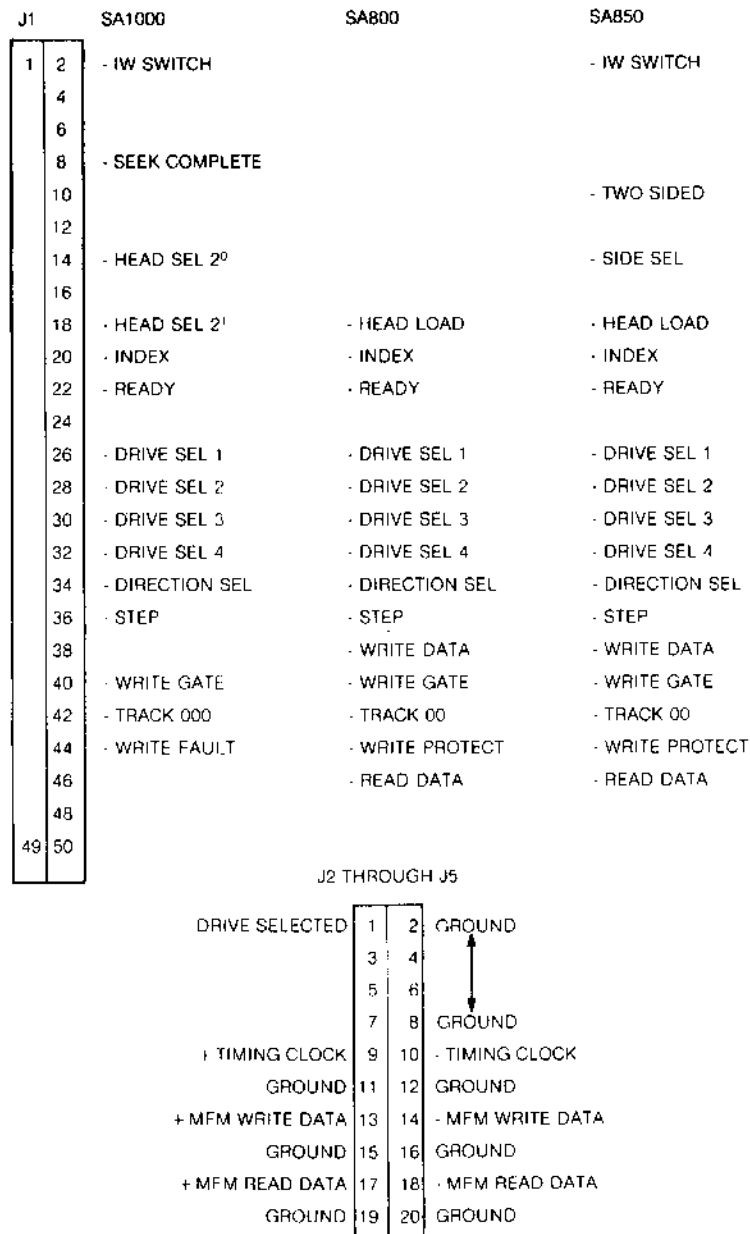 J1 SA1000 SA800 SA850
1 2 - IW SWITCH - IW SWITCH
4
6
8 - SEEK COMPLETE
10 - TWO SIDED
12
14 - HEAD SEL 2⁰ - SIDE SEL
16
18 - HEAD SEL 2¹ - HEAD LOAD - HEAD LOAD
20 - INDEX - INDEX - INDEX
22 - READY - READY - READY
24
26 - DRIVE SEL 1 - DRIVE SEL 1 - DRIVE SEL 1
28 - DRIVE SEL 2 - DRIVE SEL 2 - DRIVE SEL 2
30 - DRIVE SEL 3 - DRIVE SEL 3 - DRIVE SEL 3
32 - DRIVE SEL 4 - DRIVE SEL 4 - DRIVE SEL 4
34 - DIRECTION SEL - DIRECTION SEL - DIRECTION SEL
36 - STEP - STEP - STEP
38 - WRITE DATA - WRITE DATA
40 - WRITE GATE - WRITE GATE - WRITE GATE
42 - TRACK 000 - TRACK 00 - TRACK 00
44 - WRITE FAULT - WRITE PROTECT - WRITE PROTECT
46 - READ DATA - READ DATA
48
49 50
J2 THROUGH J5
DRIVE SELECTED 1 2 GROUND
3 4
5 6
7 8 GROUND
+ TIMING CLOCK 9 10 - TIMING CLOCK
GROUND 11 12 GROUND
+ MFM WRITE DATA 13 14 - MFM WRITE DATA
GROUND 15 16 GROUND
+ MFM READ DATA 17 18 - MFM READ DATA
GROUND 19 20 GROUND